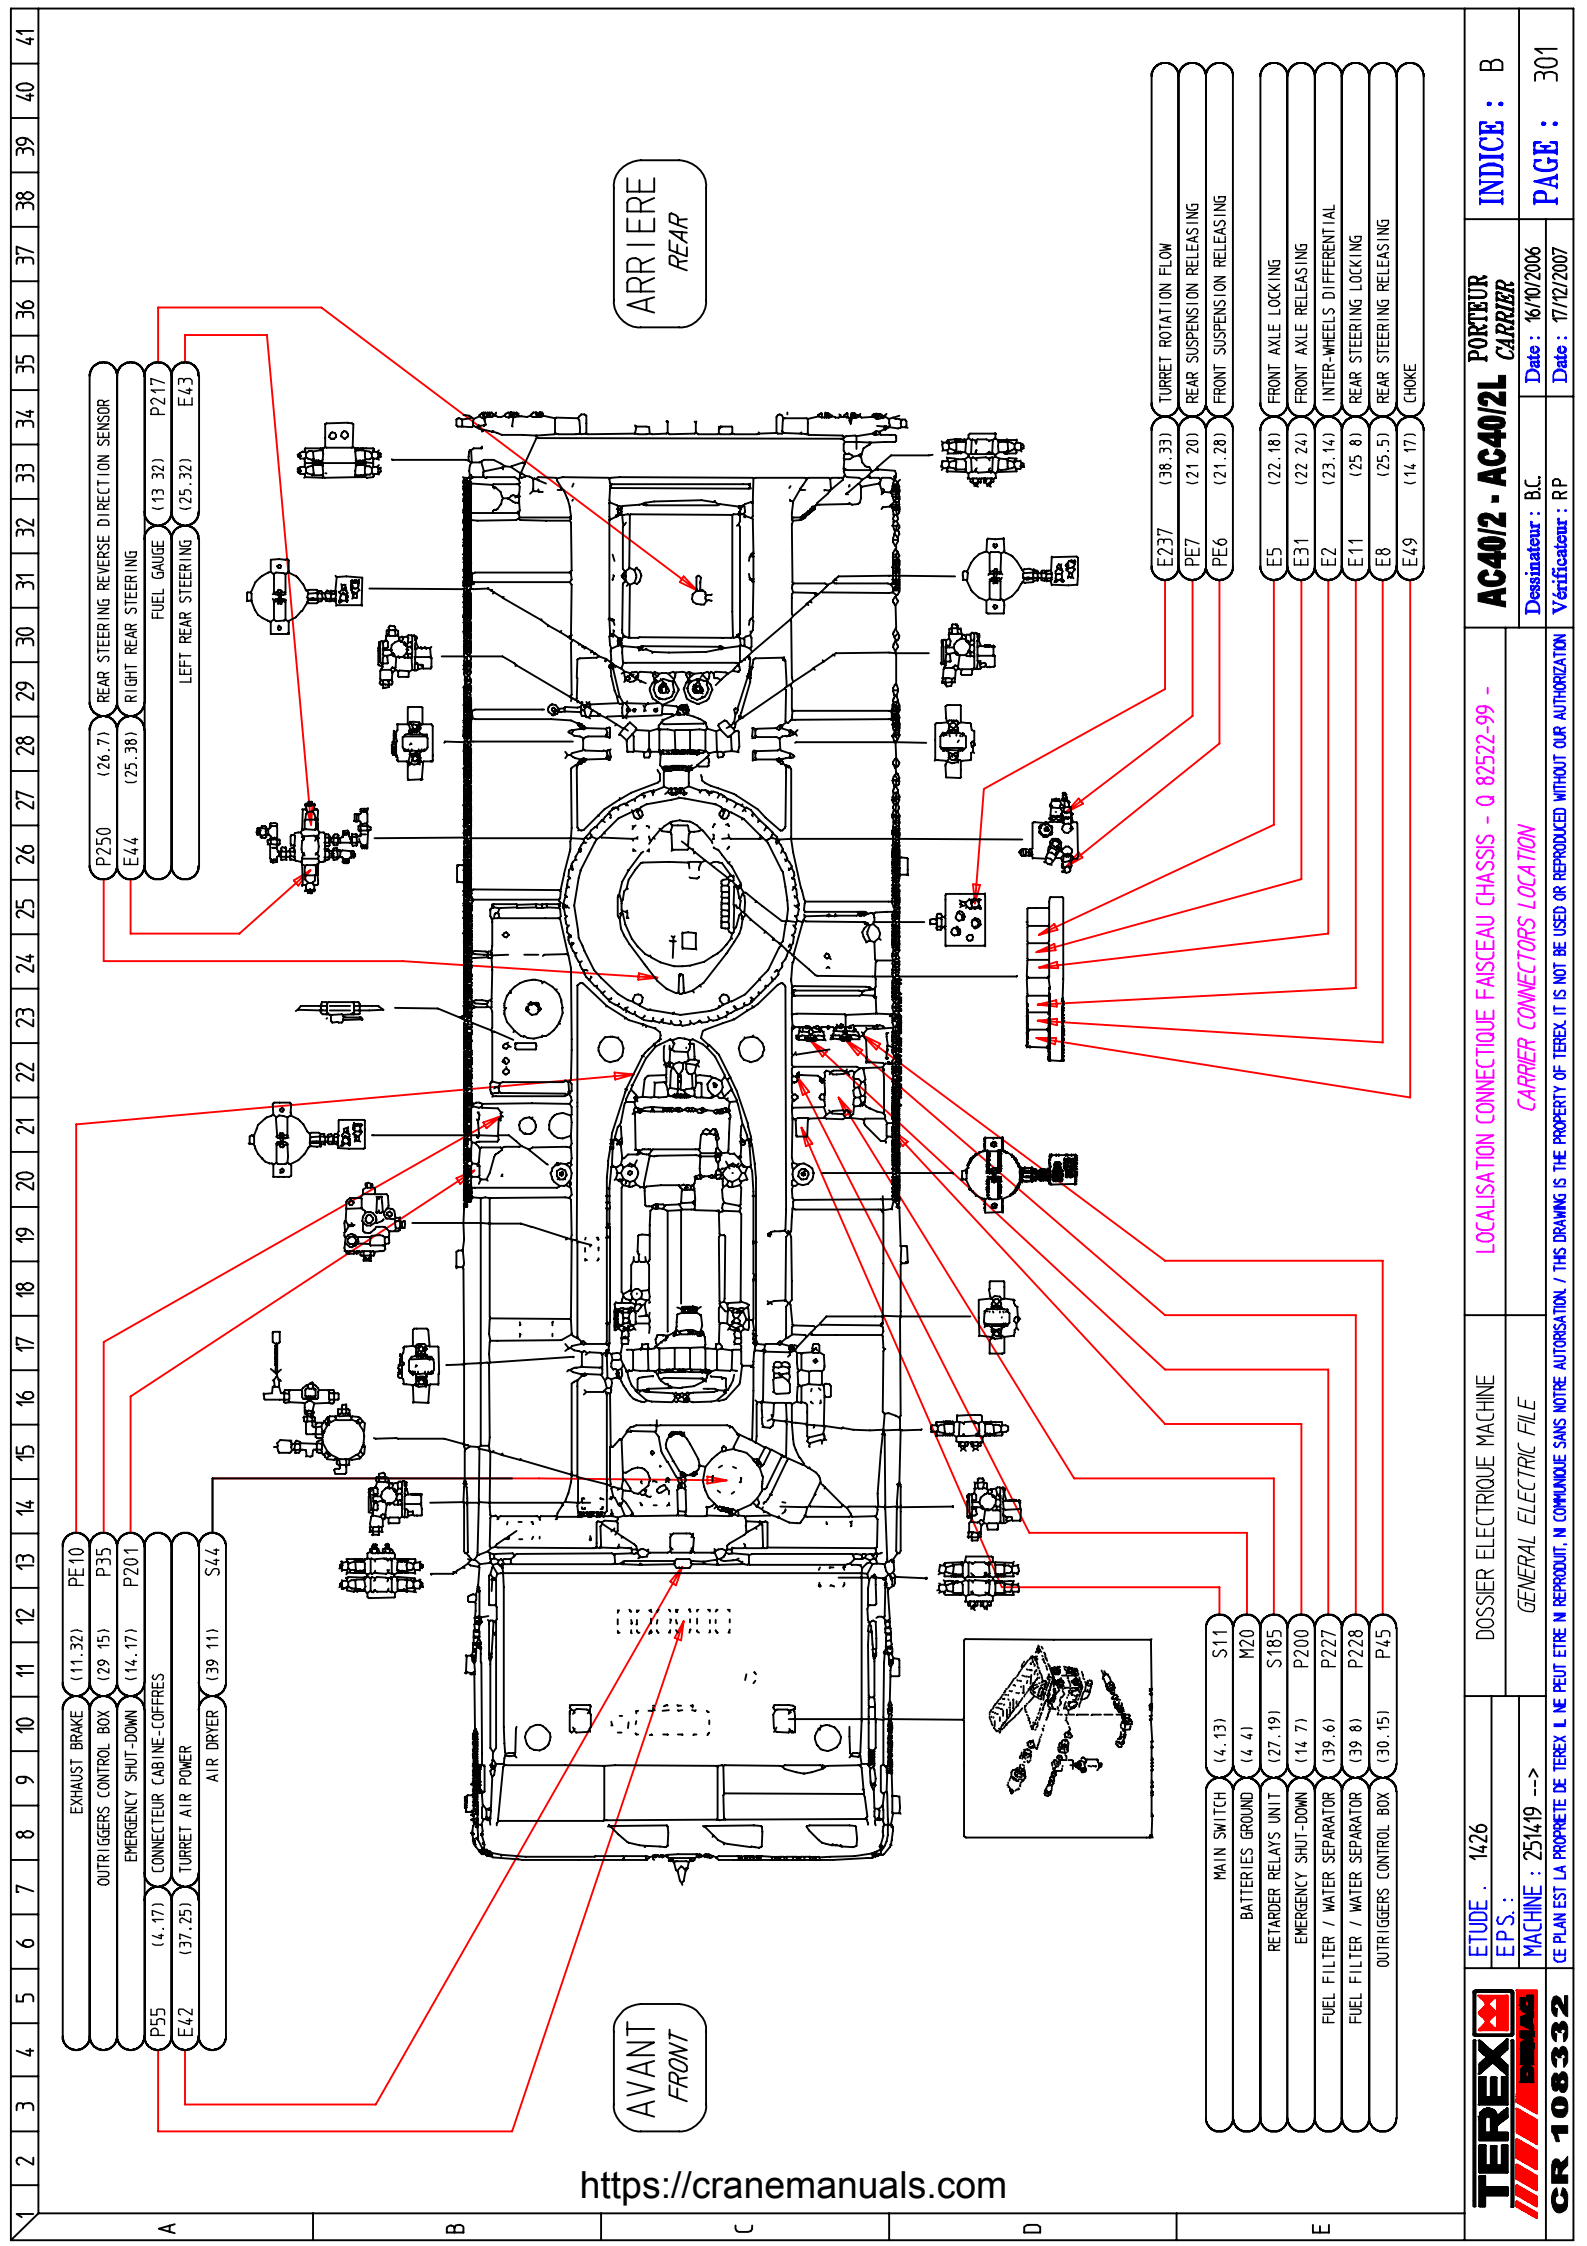 1 2 3 4 5 6 7 8 9 10 11 12 13 14 15 16 17 18 19 20 21 22 23 24 25 26 27 28 29 30 31 32 33 34 35 36 37 38 39 40 41
A
B
C
D
E
EXHAUST BRAKE (11.32) PE10
OUTRIGGERS CONTROL BOX (29 15) P35
EMERGENCY SHUT-DOWN (14.17) P201
P55 (4.17) CONNECTEUR CABINE-COFFRES
E42 (37.25) TURRET AIR POWER
AIR DRYER (39 11) S44
P250 (26.7) REAR STEERING REVERSE DIRECTION SENSOR
E44 (25.38) RIGHT REAR STEERING
FUEL GAUGE (13 32) P217
LEFT REAR STEERING (25.32) E43
AVANT
FRONT
ARRIERE
REAR
MAIN SWITCH (4.13) S11
BATTERIES GROUND (4 4) M20
RETARDER RELAYS UNIT (27.19) S185
EMERGENCY SHUT-DOWN (14 7) P200
FUEL FILTER / WATER SEPARATOR (39.6) P227
FUEL FILTER / WATER SEPARATOR (39 8) P228
OUTRIGGERS CONTROL BOX (30.15) P45
E237 (38.33) TURRET ROTATION FLOW
PE7 (21 20) REAR SUSPENSION RELEASING
PE6 (21.28) FRONT SUSPENSION RELEASING
E5 (22.18) FRONT AXLE LOCKING
E31 (22 24) FRONT AXLE RELEASING
E2 (23.14) INTER-WHEELS DIFFERENTIAL
E11 (25 8) REAR STEERING LOCKING
E8 (25.5) REAR STEERING RELEASING
E49 (14 17) CHOKE
TEREX
DEMAG
CR 108332
ETUDE . 1426
E P S. :
MACHINE : 251419 -->
DOSSIER ELECTRIQUE MACHINE
GENERAL ELECTRIC FILE
LOCALISATION CONNECTIQUE FAISCEAU CHASSIS - Q 82522-99 -
CARRIER CONNECTORS LOCATION
AC40/2 - AC40/2L PORTEUR
CARRIER
Dessinateur : B.C. Date : 16/10/2006
Vérificateur : R P Date : 17/12/2007
INDICE : B
PAGE : 301
CE PLAN EST LA PROPRIETE DE TEREX IL NE PEUT ETRE NI REPRODUIT, NI COMMUNIQUE SANS NOTRE AUTORISATION. / THIS DRAWING IS THE PROPERTY OF TEREX. IT IS NOT BE USED OR REPRODUCED WITHOUT OUR AUTHORIZATION
https://cranemanuals.com